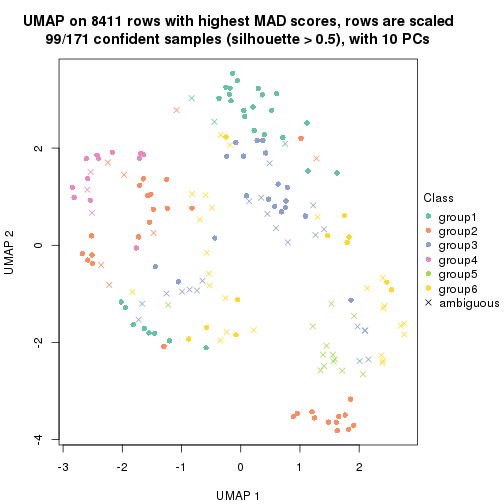 UMAP on 8411 rows with highest MAD scores, rows are scaled
99/171 confident samples (silhouette > 0.5), with 10 PCs
UMAP 2
2
0
-2
-4
-3
-2
-1
0
1
2
UMAP 1
Class
group1
group2
group3
group4
group5
group6
ambiguous